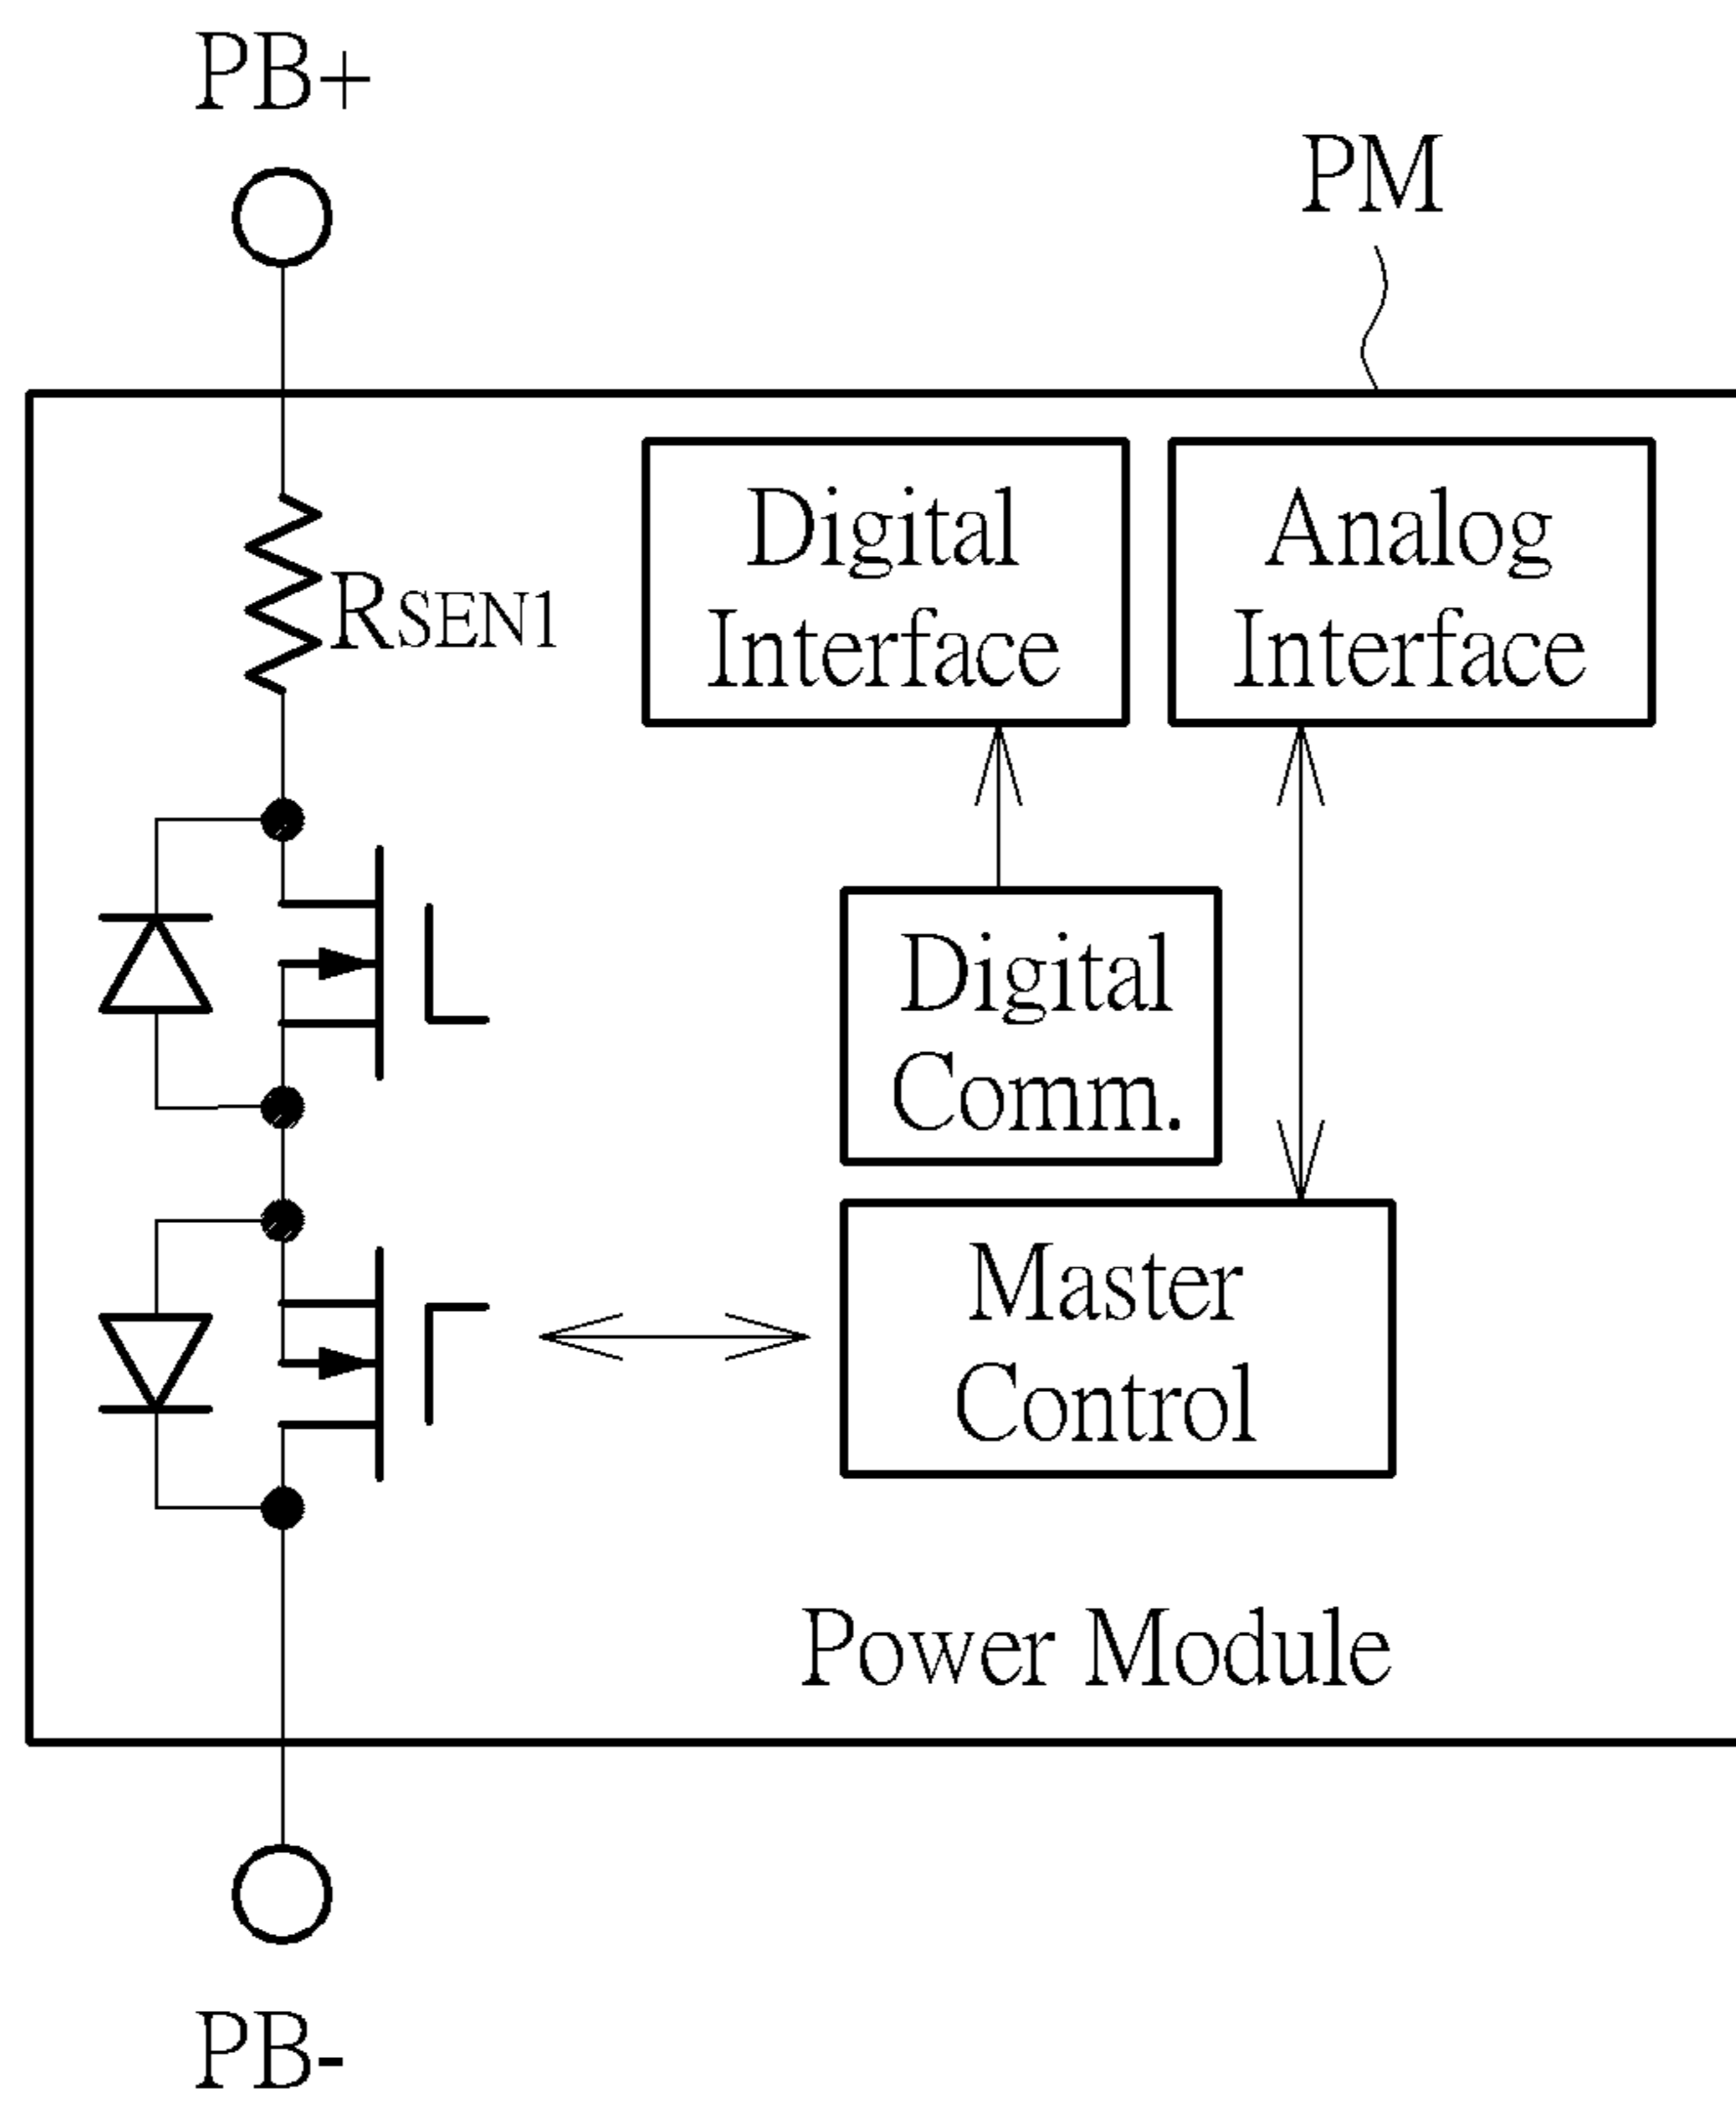 PB+
PM
Digital
Interface
Analog
Interface
RSEN1
Digital
Comm.
Master
Control
Power Module
PB-